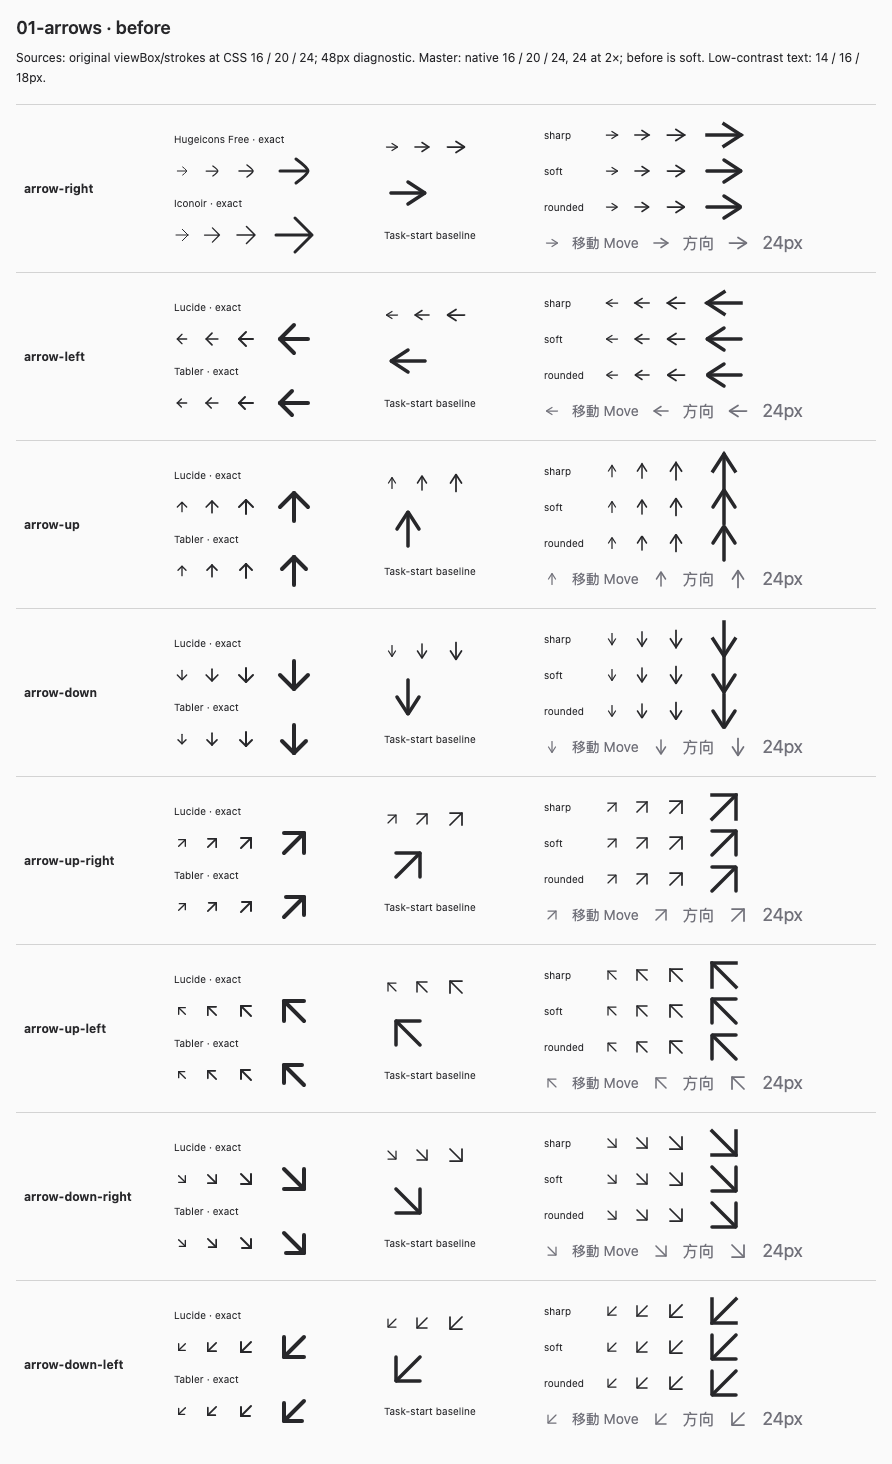 01-arrows · before
Sources: original viewBox/strokes at CSS 16 / 20 / 24; 48px diagnostic. Master: native 16 / 20 / 24, 24 at 2×; before is soft. Low-contrast text: 14 / 16 /
18px.
arrow-right
Hugeicons Free · exact
Iconoir · exact
Task-start baseline
sharp
soft
rounded
移動 Move 方向 24px
arrow-left
Lucide · exact
Tabler · exact
Task-start baseline
sharp
soft
rounded
移動 Move 方向 24px
arrow-up
Lucide · exact
Tabler · exact
Task-start baseline
sharp
soft
rounded
移動 Move 方向 24px
arrow-down
Lucide · exact
Tabler · exact
Task-start baseline
sharp
soft
rounded
移動 Move 方向 24px
arrow-up-right
Lucide · exact
Tabler · exact
Task-start baseline
sharp
soft
rounded
移動 Move 方向 24px
arrow-up-left
Lucide · exact
Tabler · exact
Task-start baseline
sharp
soft
rounded
移動 Move 方向 24px
arrow-down-right
Lucide · exact
Tabler · exact
Task-start baseline
sharp
soft
rounded
移動 Move 方向 24px
arrow-down-left
Lucide · exact
Tabler · exact
Task-start baseline
sharp
soft
rounded
移動 Move 方向 24px